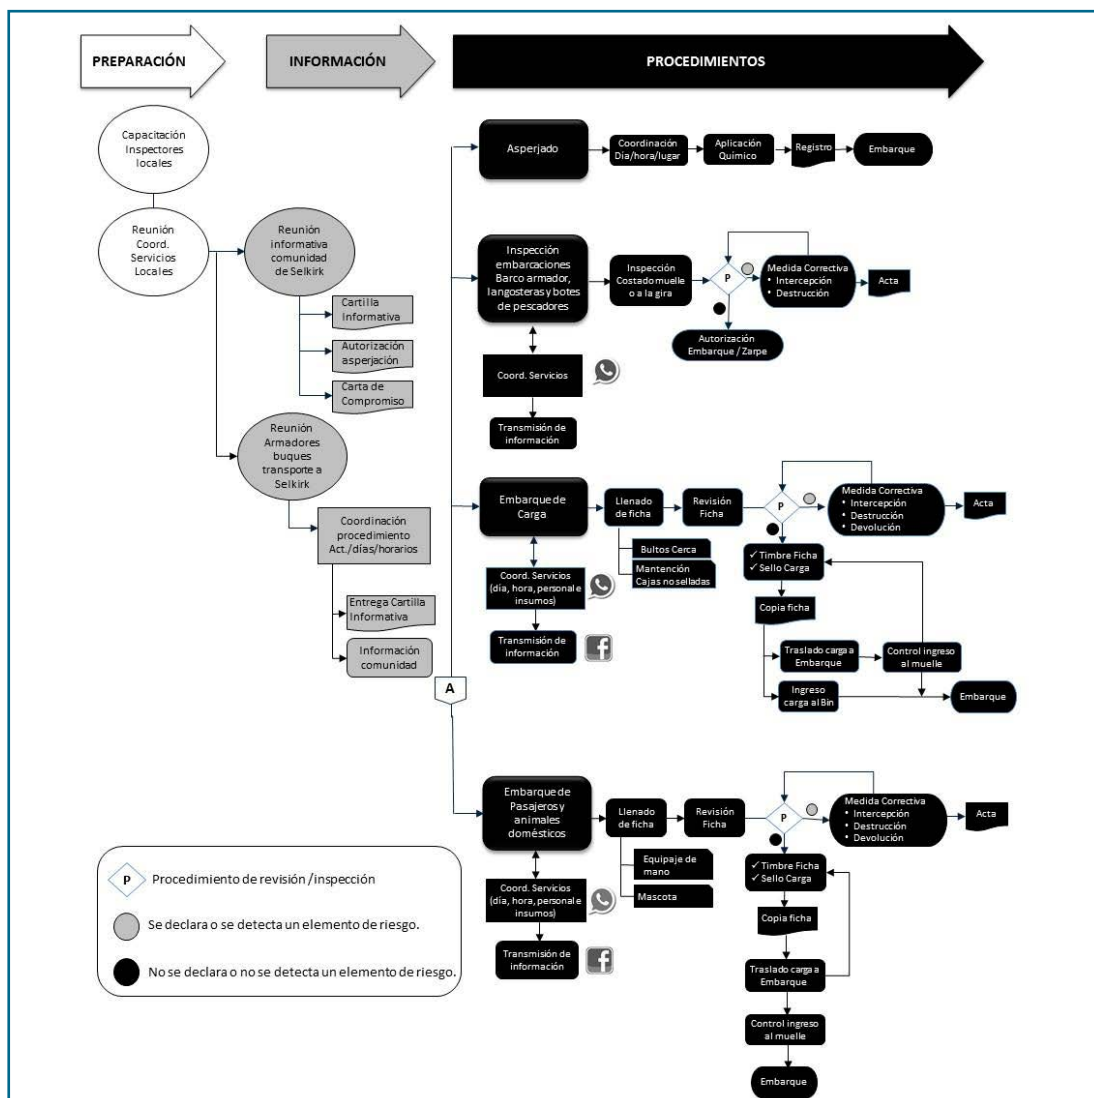 PREPARACIÓN
INFORMACIÓN
PROCEDIMIENTOS
Capacitación
Inspectores
locales
Reunión
Coord.
Servicios
Locales
Reunión
informativa
comunidad
de Selkirk
Cartilla
Informativa
Autorización
asperjación
Carta de
Compromiso
Reunión
Armadores
buques
transporte a
Selkirk
Coordinación
procedimiento
Act./días/horarios
Entrega Cartilla
Informativa
Información
comunidad
A
Asperjado
Coordinación
Día/hora/lugar
Aplicación
Químico
Registro
Embarque
Inspección
embarcaciones
Barco armador,
langosteras y botes
de pescadores
Inspección
Costado muelle
o a la gira
P
Medida Correctiva
• Intercepción
• Destrucción
Acta
Autorización
Embarque / Zarpe
Coord. Servicios
Transmisión de
información
Embarque de
Carga
Llenado
de ficha
Revisión
Ficha
P
Medida Correctiva
• Intercepción
• Destrucción
• Devolución
Acta
Bultos Cerca
Mantención
Cajas no selladas
✓ Timbre Ficha
✓ Sello Carga
Coord. Servicios
(día, hora, personal e
insumos)
Copia ficha
Transmisión de
información
f
Traslado carga a
Embarque
Control ingreso
al muelle
Ingreso
carga al Bin
Embarque
Embarque de
Pasajeros y
animales
domésticos
Llenado
de ficha
Revisión
Ficha
P
Medida Correctiva
• Intercepción
• Destrucción
• Devolución
Acta
Equipaje de
mano
Mascota
✓ Timbre Ficha
✓ Sello Carga
Coord. Servicios
(día, hora, personal e
insumos)
Copia ficha
Transmisión de
información
f
Traslado carga a
Embarque
Control ingreso
al muelle
Embarque
P
Procedimiento de revisión /inspección
Se declara o se detecta un elemento de riesgo.
No se declara o no se detecta un elemento de riesgo.